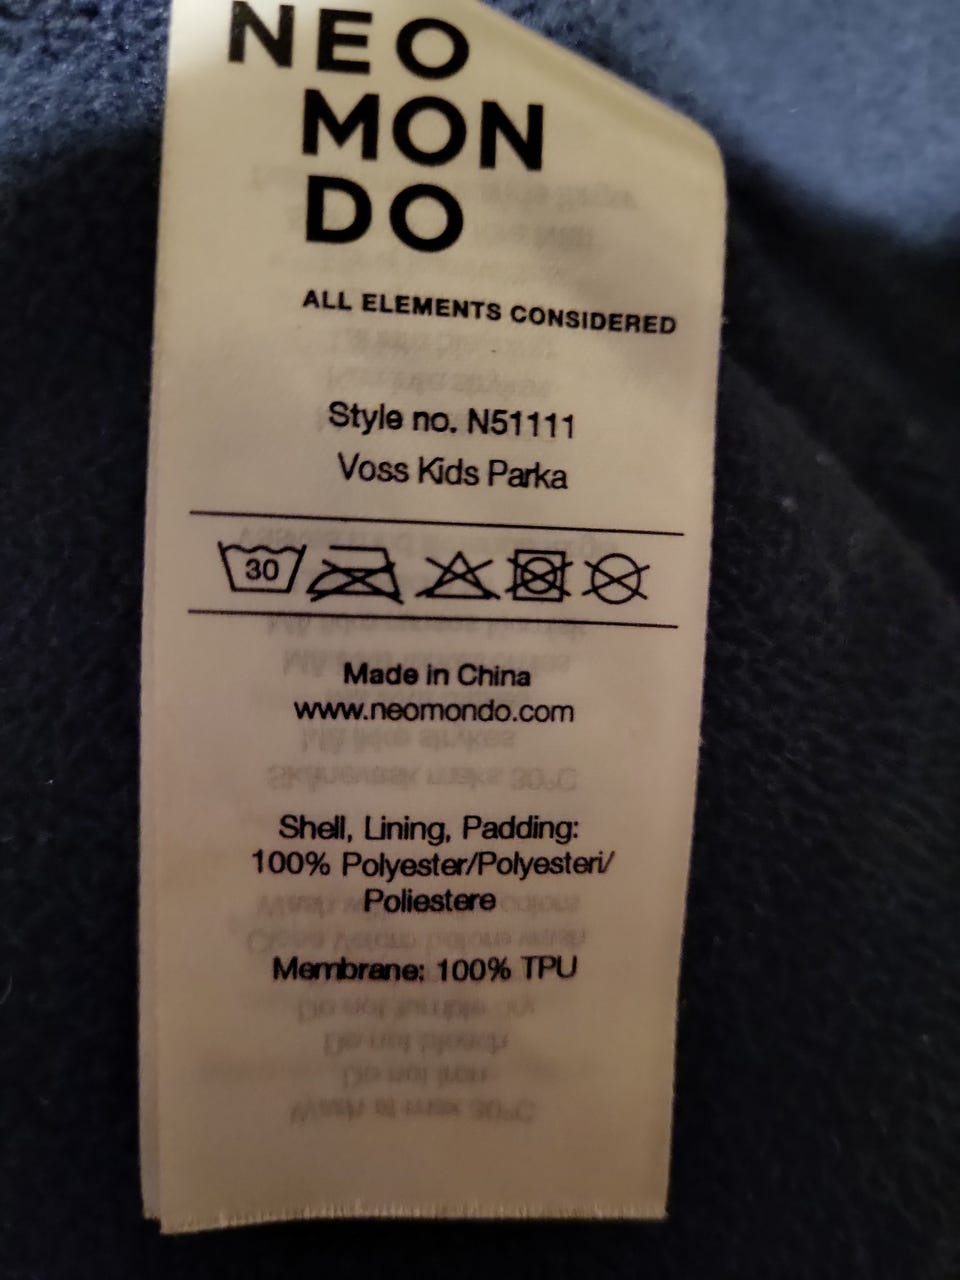 NEO
MON
DO
ALL ELEMENTS CONSIDERED
Style no. N51111
Voss Kids Parka
30
Made in China
www.neomondo.com
Shell, Lining, Padding:
100% Polyester/Polyesteri/
Poliestere
Membrane: 100% TPU